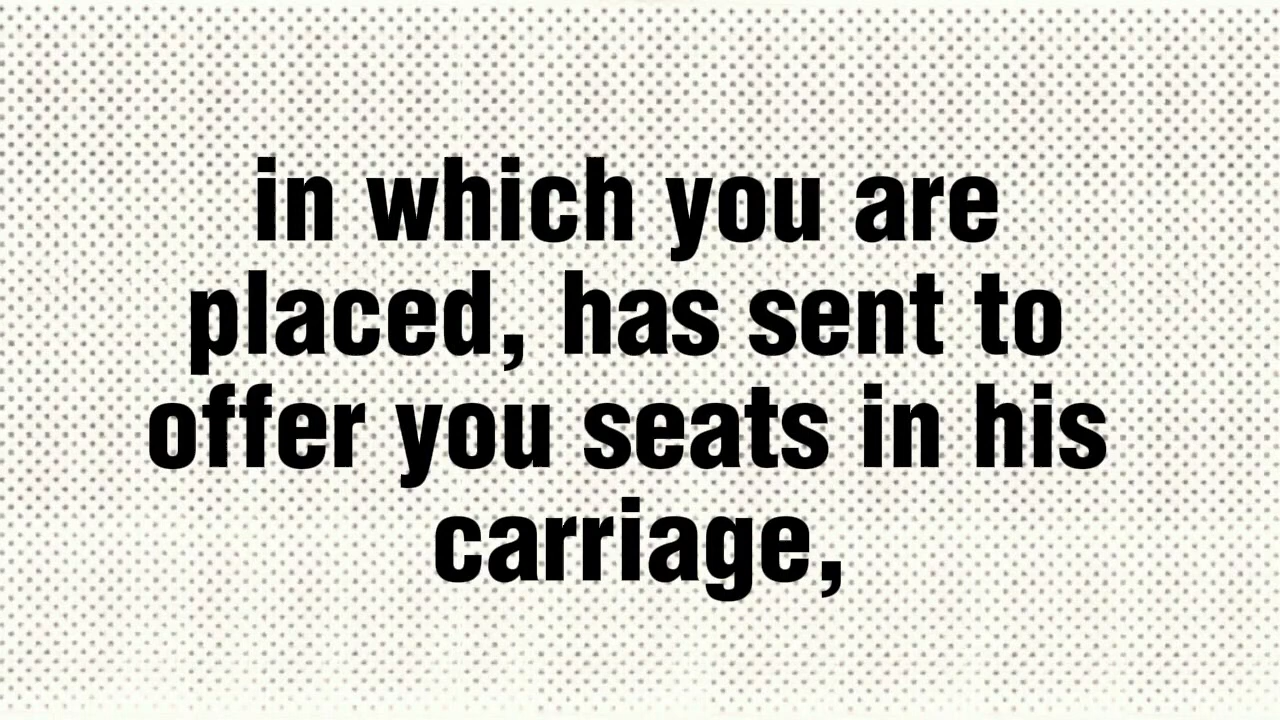 in which you are
placed, has sent to
offer you seats in his
carriage,